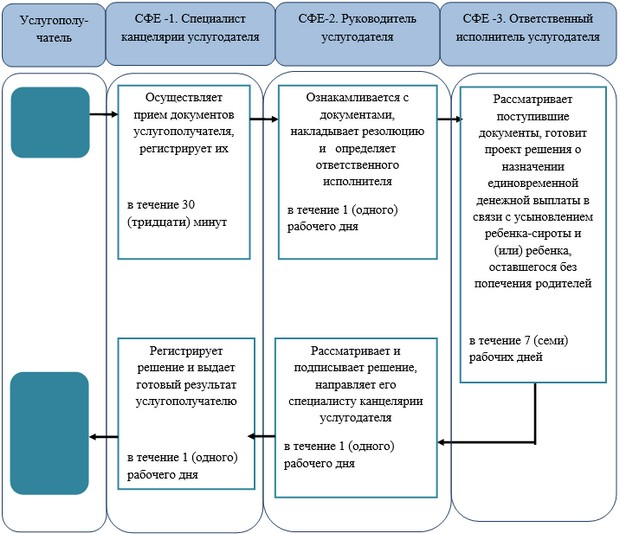 Услугополу-
чатель
СФЕ -1. Специалист
канцелярии услугодателя
СФЕ-2. Руководитель
услугодателя
СФЕ -3. Ответственный
исполнитель услугодателя
Осуществляет
прием документов
услугополучателя,
регистрирует их
в течение 30
(тридцати) минут
Ознакамливается с
документами,
накладывает резолюцию
и определяет
ответственного
исполнителя
в течение 1 (одного)
рабочего дня
Рассматривает
поступившие
документы, готовит
проект решения о
назначении
единовременной
денежной выплаты в
связи с усыновлением
ребенка-сироты и
(или) ребенка,
оставшегося без
попечения родителей
в течение 7 (семи)
рабочих дней
Регистрирует
решение и выдает
готовый результат
услугополучателю
в течение 1 (одного)
рабочего дня
Рассматривает и
подписывает решение,
направляет его
специалисту канцелярии
услугодателя
в течение 1 (одного)
рабочего дня